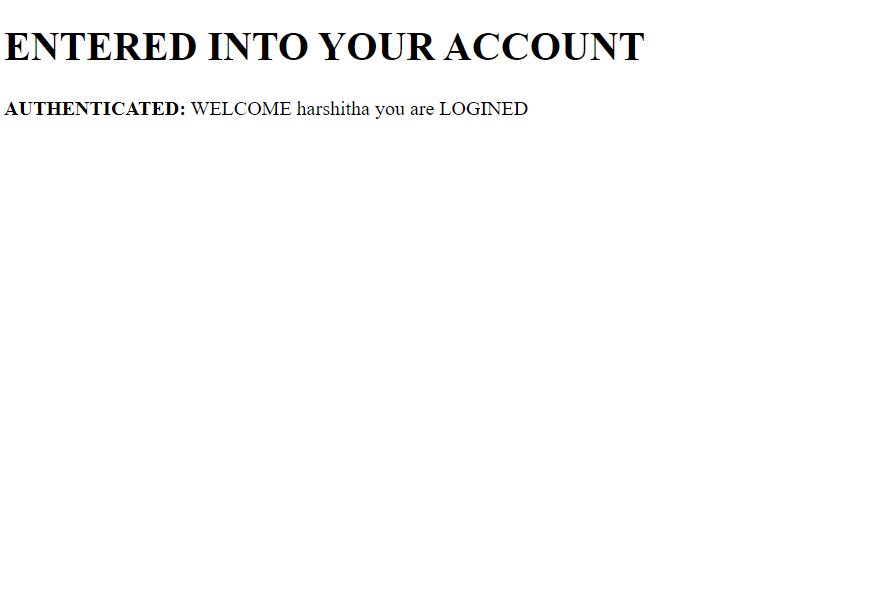 ENTERED INTO YOUR ACCOUNT
AUTHENTICATED: WELCOME harshitha you are LOGINED